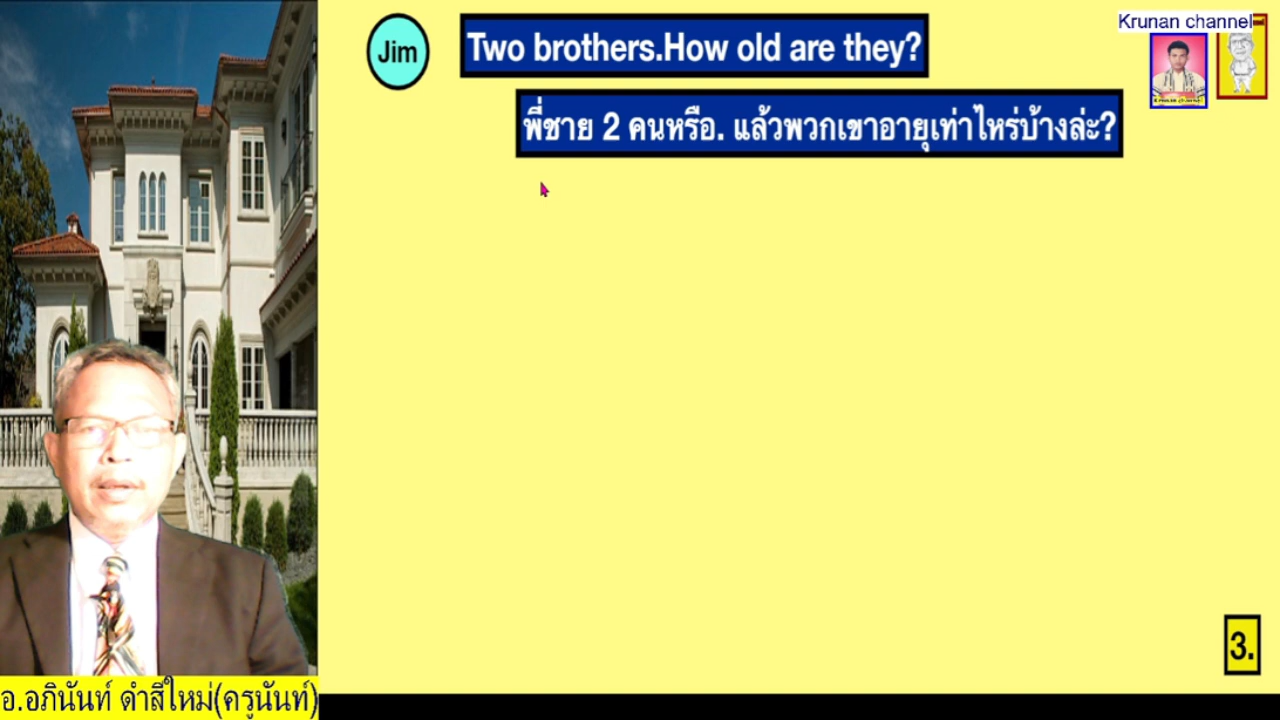 Krunan channel
Jim
Two brothers.How old are they?
พี่ชาย 2 คนหรือ. แล้วพวกเขาอายุเท่าไหร่บ้างล่ะ?
3.
อ.อภินันท์ ดำสีใหม่(ครูนันท์)